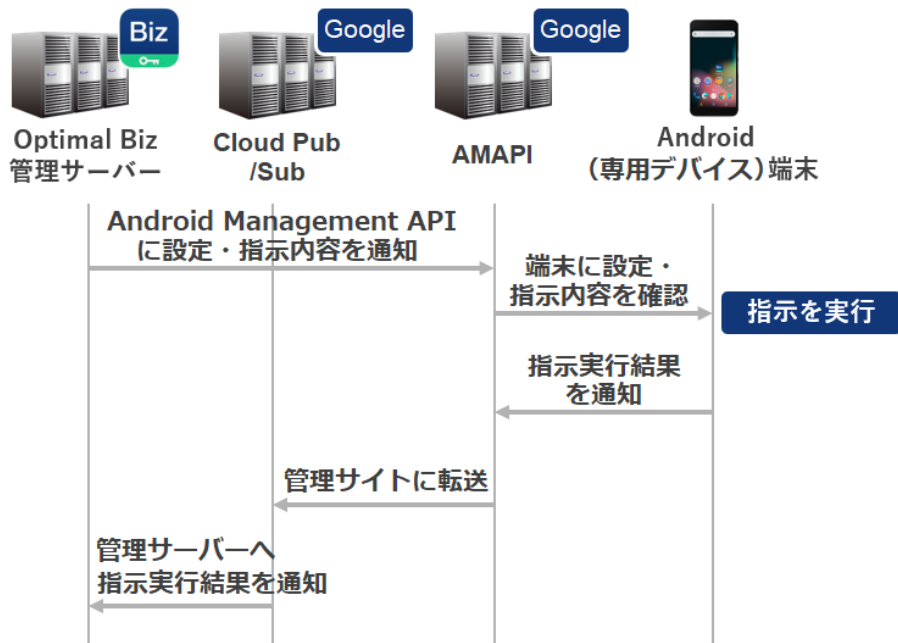 Biz
Google
Google
Optimal Biz
管理サーバー
Cloud Pub
/Sub
AMAPI
Android
（専用デバイス）端末
Android Management API
に設定・指示内容を通知
端末に設定・
指示内容を確認
指示を実行
指示実行結果
を通知
管理サイトに転送
管理サーバーへ
指示実行結果を通知